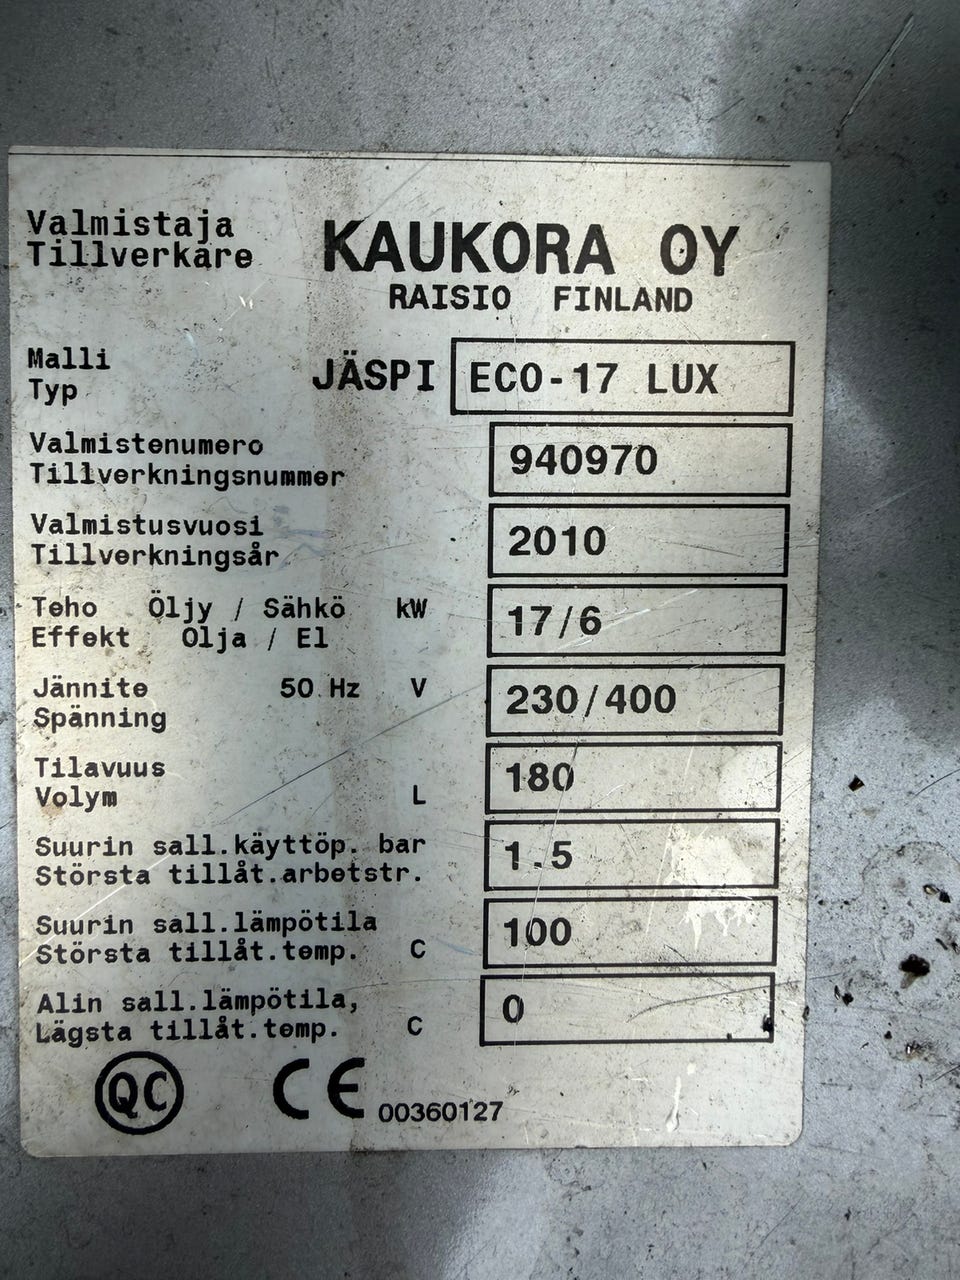 Valmistaja
Tillverkare
KAUKORA OY
RAISIO FINLAND
Malli
Typ
JÄSPI ECO-17 LUX
Valmistenumero
Tillverkningsnummer
940970
Valmistusvuosi
Tillverkningsår
2010
Teho Öljy / Sähkö kW
Effekt Olja / El
17/6
Jännite 50 Hz V
Spänning
230/400
Tilavuus
Volym L
180
Suurin sall.käyttöp. bar
Största tillåt.arbetstr.
1.5
Suurin sall.lämpötila
Största tillåt.temp. C
100
Alin sall.lämpötila,
Lägsta tillåt.temp. C
0
QC CE 00360127